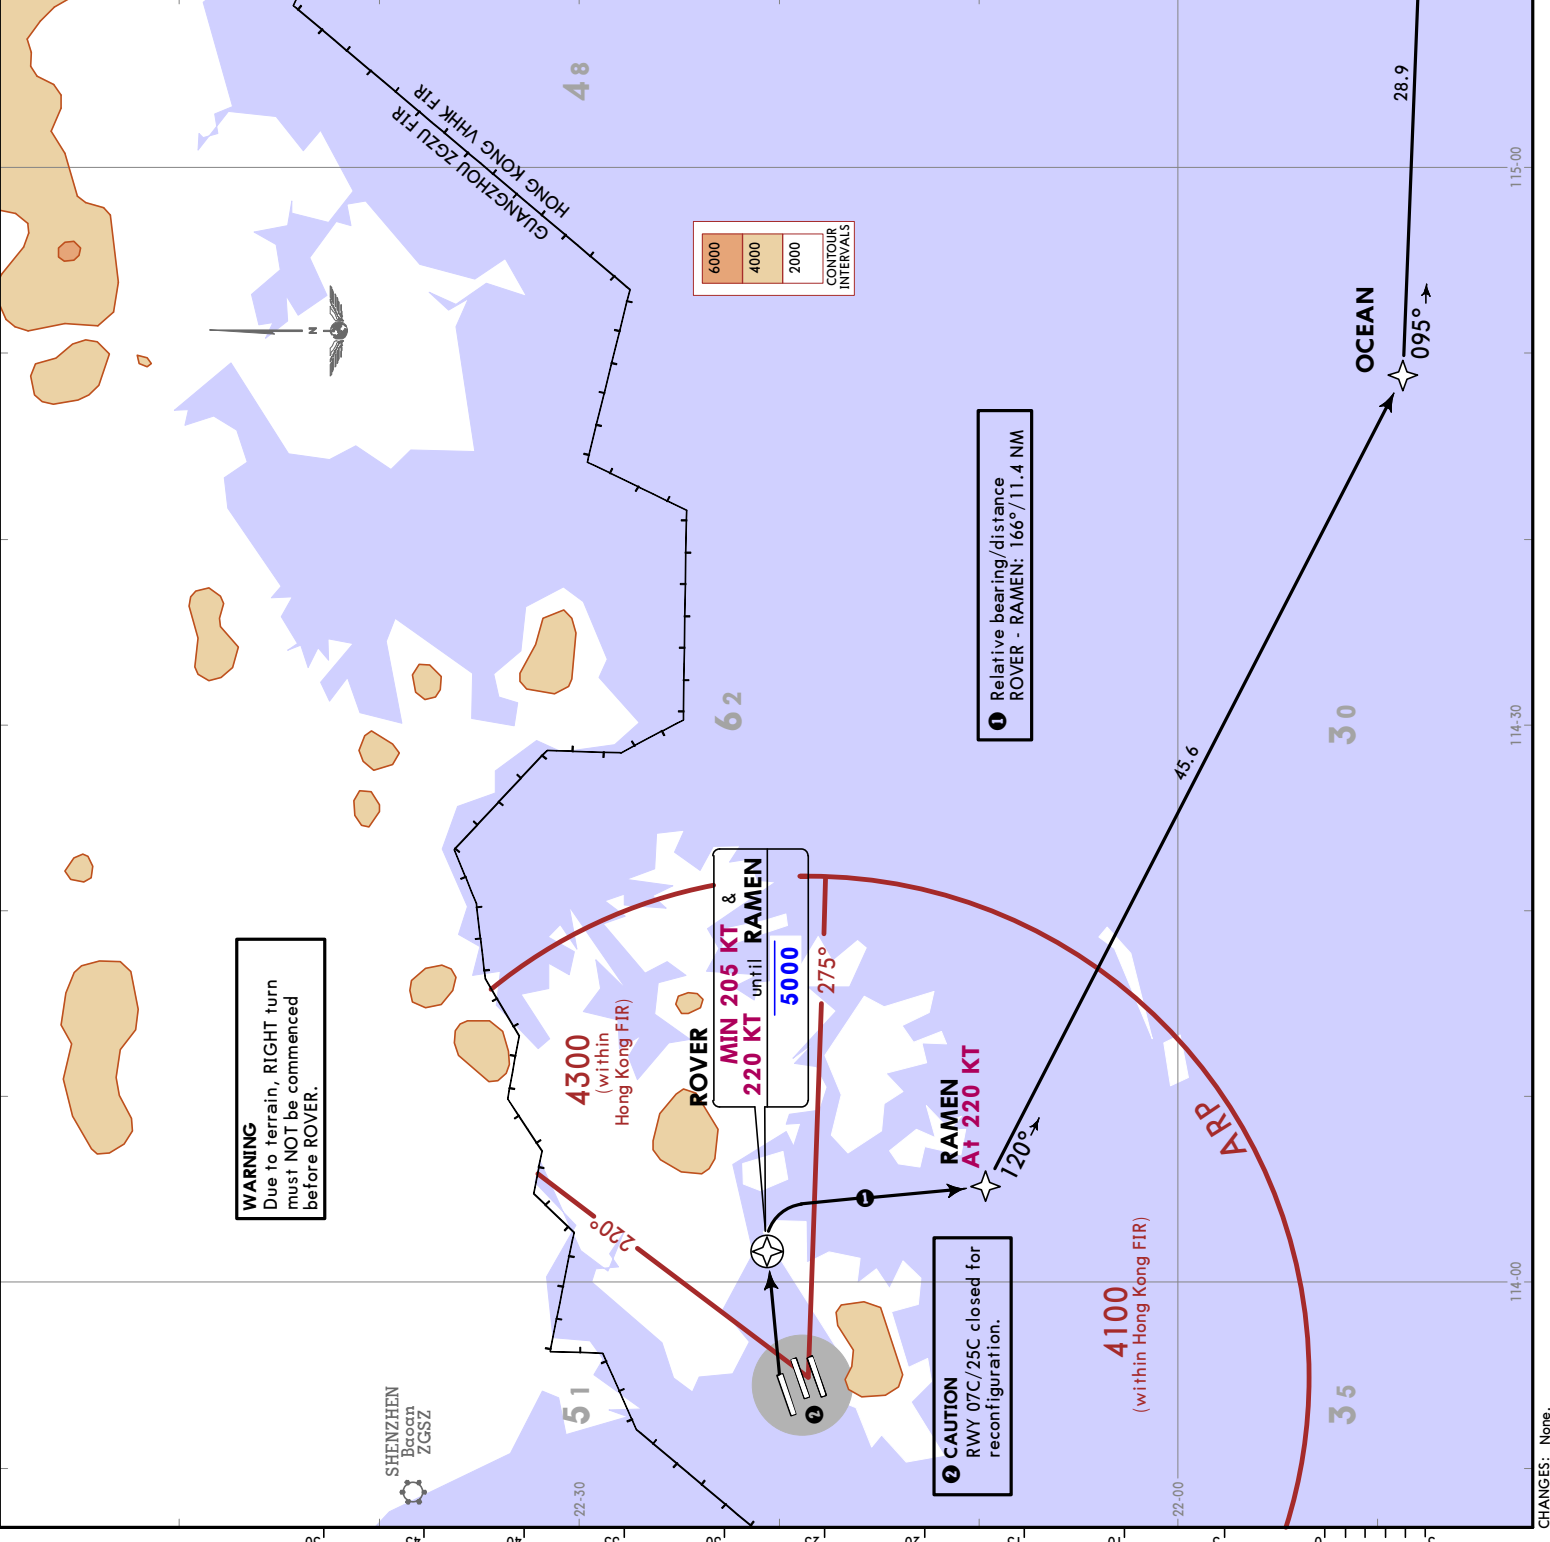 GUANGZHOU ZGZU FIR
HONG KONG VHHK FIR
48
6000
4000
2000
CONTOUR
INTERVALS
N
115-00
28.9
OCEAN
095°
❶ Relative bearing/distance
ROVER - RAMEN: 166°/11.4 NM
62
30
114-30
45.6
WARNING
Due to terrain, RIGHT turn
must NOT be commenced
before ROVER.
4300
(within
Hong Kong FIR)
ROVER
MIN 205 KT &
220 KT until RAMEN
5000
275°
220°
RAMEN
At 220 KT
120°
❶
ARP
4100
(within Hong Kong FIR)
❷ CAUTION
RWY 07C/25C closed for
reconfiguration.
❷
SHENZHEN
Baoan
ZGSZ
51
35
114-00
22-30
22-00
CHANGES: None.